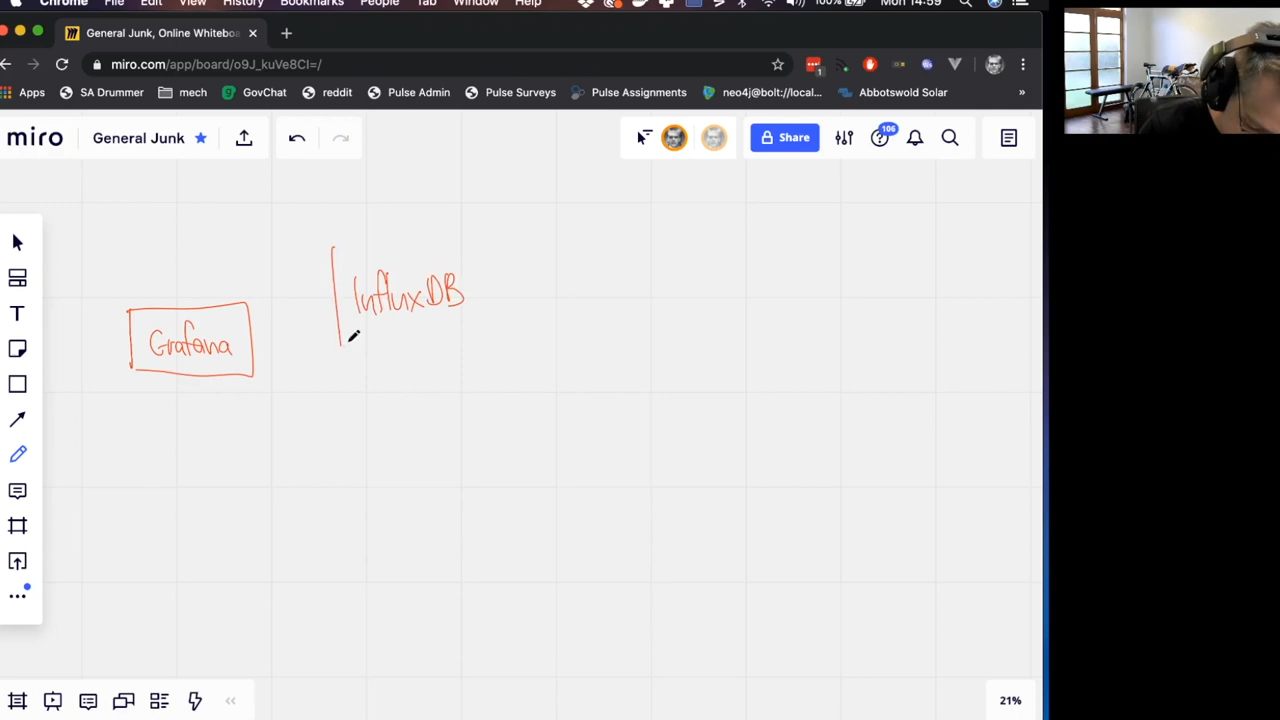 Chrome File Edit View History Bookmarks People Tab Window Help 100% Mon 14:59
General Junk, Online Whiteboa
miro.com/app/board/o9J_kuVe8CI=/
Apps SA Drummer mech GovChat reddit Pulse Admin Pulse Surveys Pulse Assignments neo4j@bolt://local... Abbotswold Solar »
miro General Junk Share 106
InfluxDB
Grafana
21%